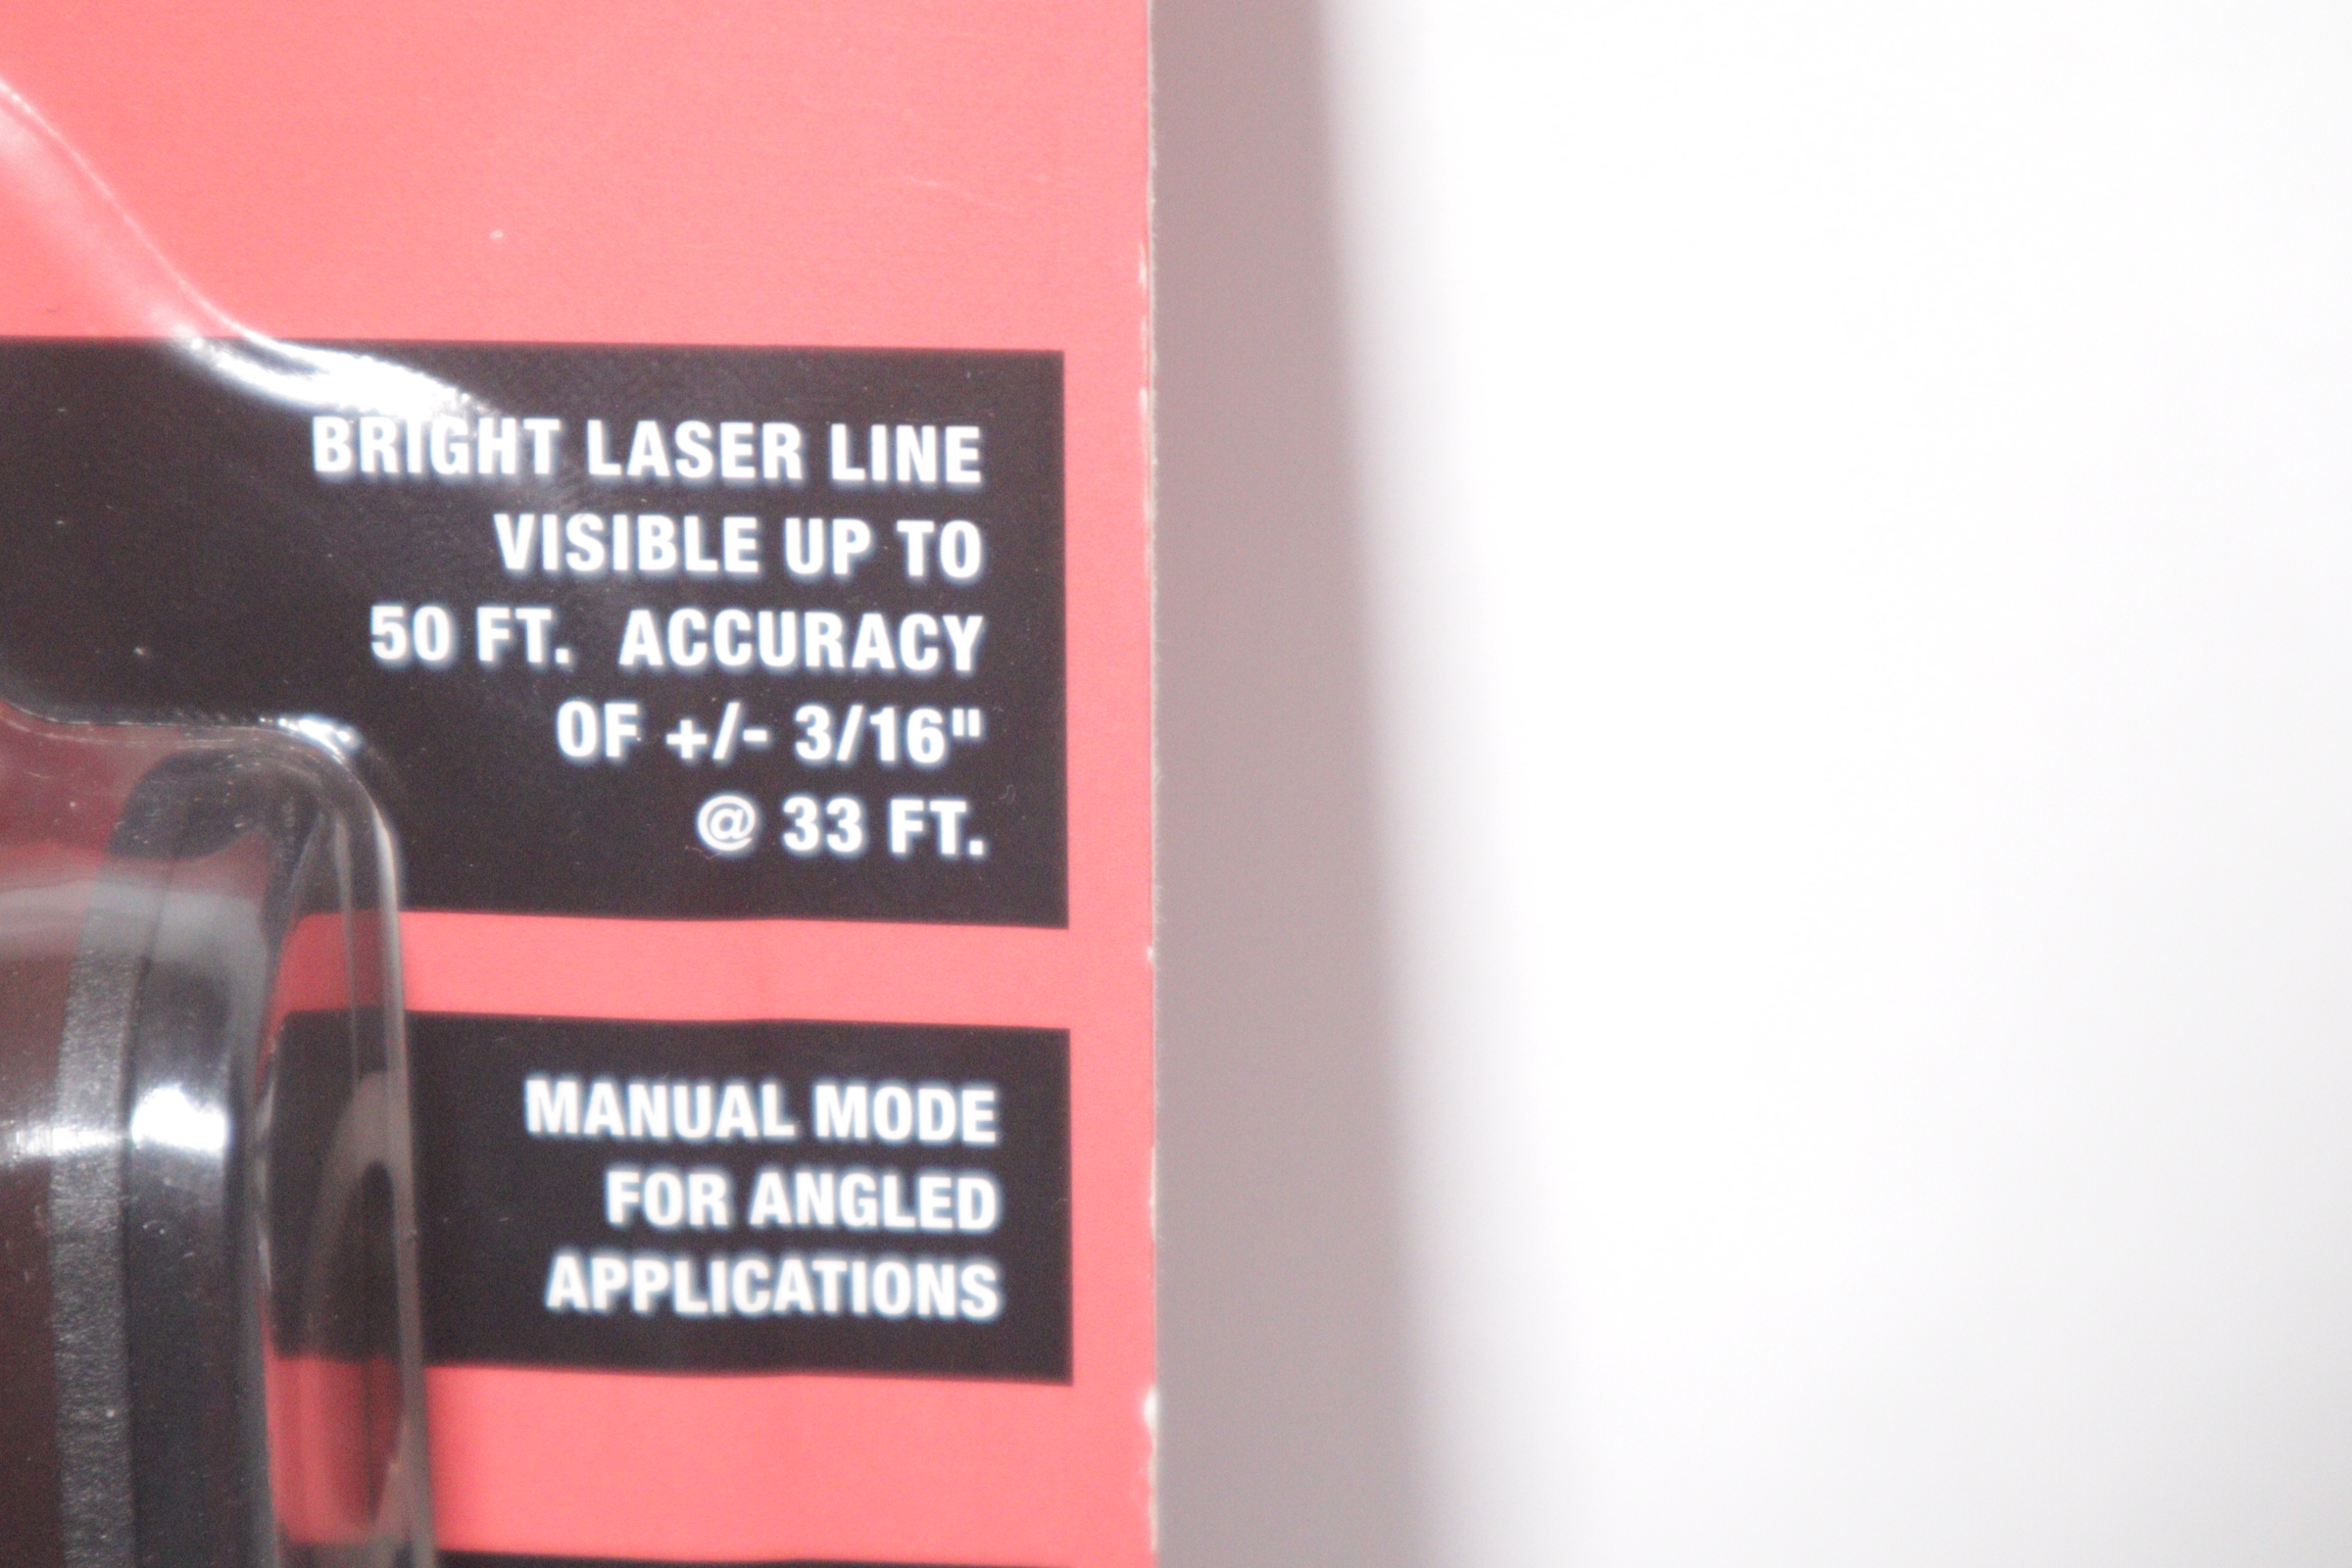 BRIGHT LASER LINE
VISIBLE UP TO
50 FT. ACCURACY
OF +/- 3/16"
@ 33 FT.
MANUAL MODE
FOR ANGLED
APPLICATIONS